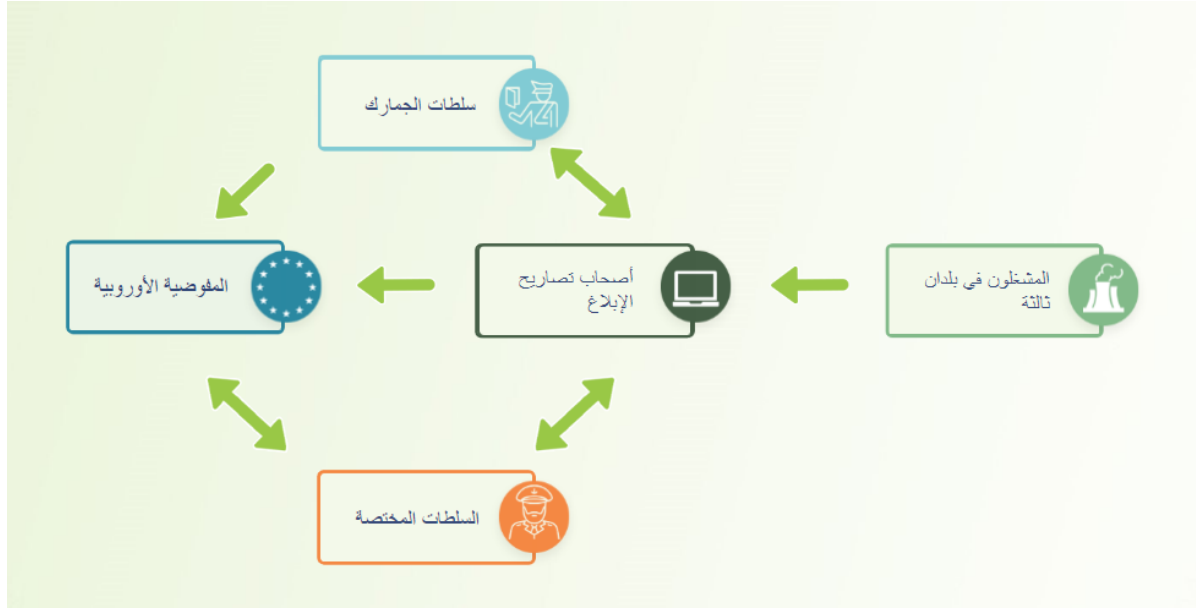 سلطات الجمارك
المشغلون في بلدان
ثالثة
أصحاب تصاريح
الإبلاغ
المفوضية الأوروبية
السلطات المختصة